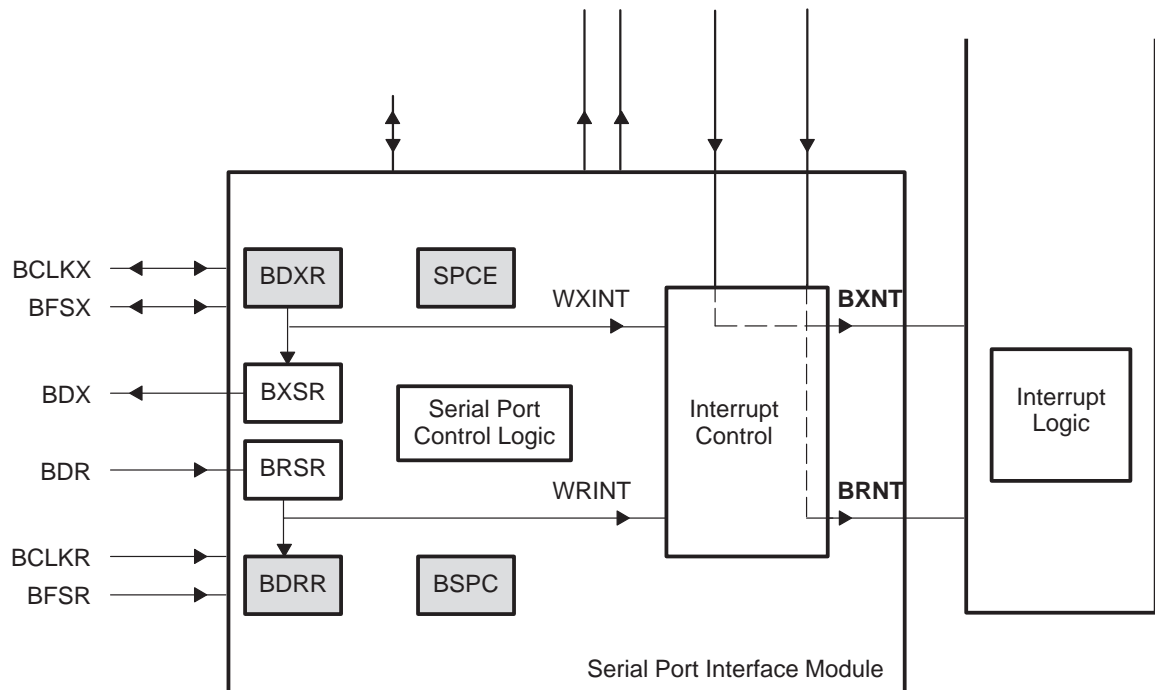 BCLKX
BFSX
BDX
BDR
BCLKR
BFSR
BDXR
SPCE
BXSR
BRSR
BDRR
BSPC
Serial Port
Control Logic
WXINT
WRINT
Interrupt
Control
BXNT
BRNT
Interrupt
Logic
Serial Port Interface Module